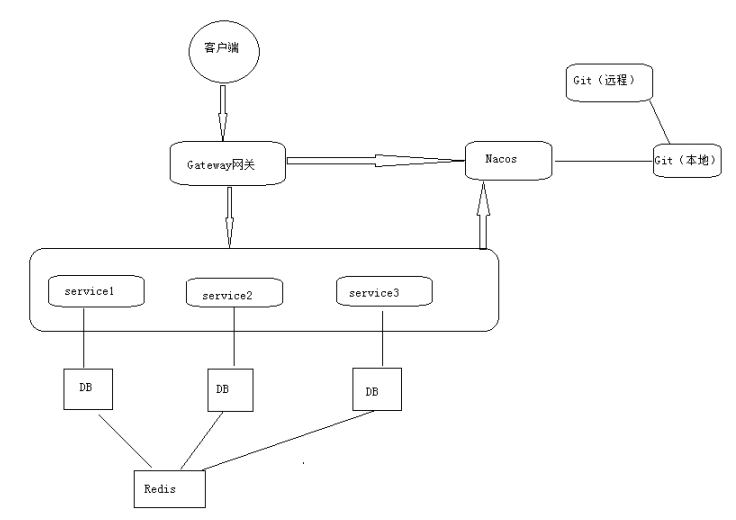 客户端
Git（远程）
Gateway网关
Nacos
Git（本地）
service1
service2
service3
DB
DB
DB
Redis